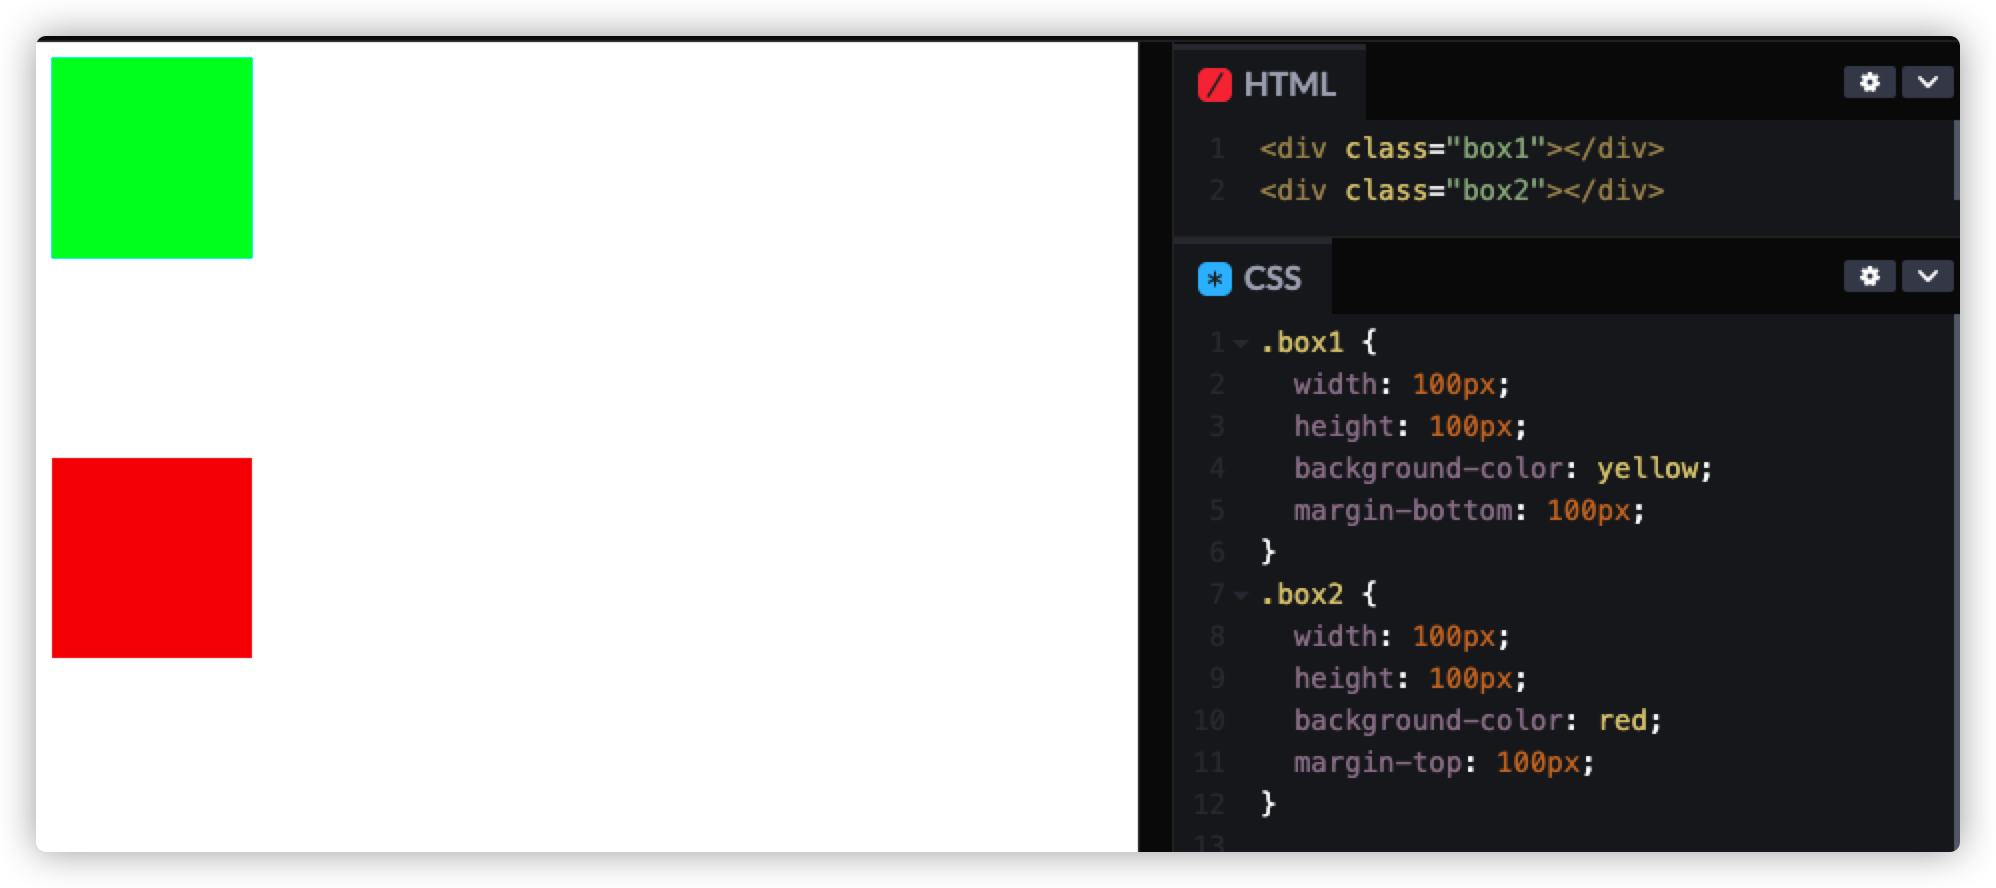 HTML
1 <div class="box1"></div>
2 <div class="box2"></div>
CSS
1 .box1 {
2 width: 100px;
3 height: 100px;
4 background-color: yellow;
5 margin-bottom: 100px;
6 }
7 .box2 {
8 width: 100px;
9 height: 100px;
10 background-color: red;
11 margin-top: 100px;
12 }
13